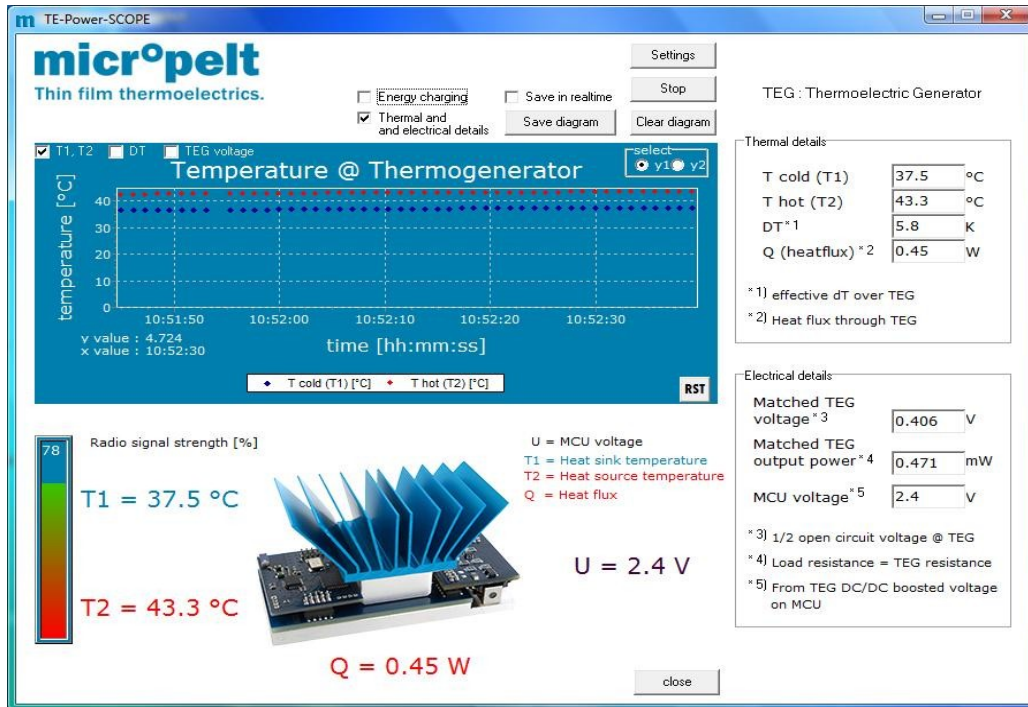 TE-Power-SCOPE
micropelt
Thin film thermoelectrics.
Settings
Energy charging
Save in realtime
Stop
Thermal and
and electrical details
Save diagram
Clear diagram
TEG : Thermoelectric Generator
T1, T2
DT
TEG voltage
select
y1
y2
Temperature @ Thermogenerator
temperature [°C]
40
30
20
10
0
10:51:50
10:52:00
10:52:10
10:52:20
10:52:30
y value : 4.724
x value : 10:52:30
time [hh:mm:ss]
T cold (T1) [°C]
T hot (T2) [°C]
RST
Thermal details
T cold (T1) 37.5 °C
T hot (T2) 43.3 °C
DT*1 5.8 K
Q (heatflux) *2 0.45 W
*1) effective dT over TEG
*2) Heat flux through TEG
Electrical details
Matched TEG
voltage*3 0.406 V
Matched TEG
output power*4 0.471 mW
MCU voltage*5 2.4 V
*3) 1/2 open circuit voltage @ TEG
*4) Load resistance = TEG resistance
*5) From TEG DC/DC boosted voltage
on MCU
78
Radio signal strength [%]
U = MCU voltage
T1 = Heat sink temperature
T2 = Heat source temperature
Q = Heat flux
T1 = 37.5 °C
U = 2.4 V
T2 = 43.3 °C
Q = 0.45 W
close